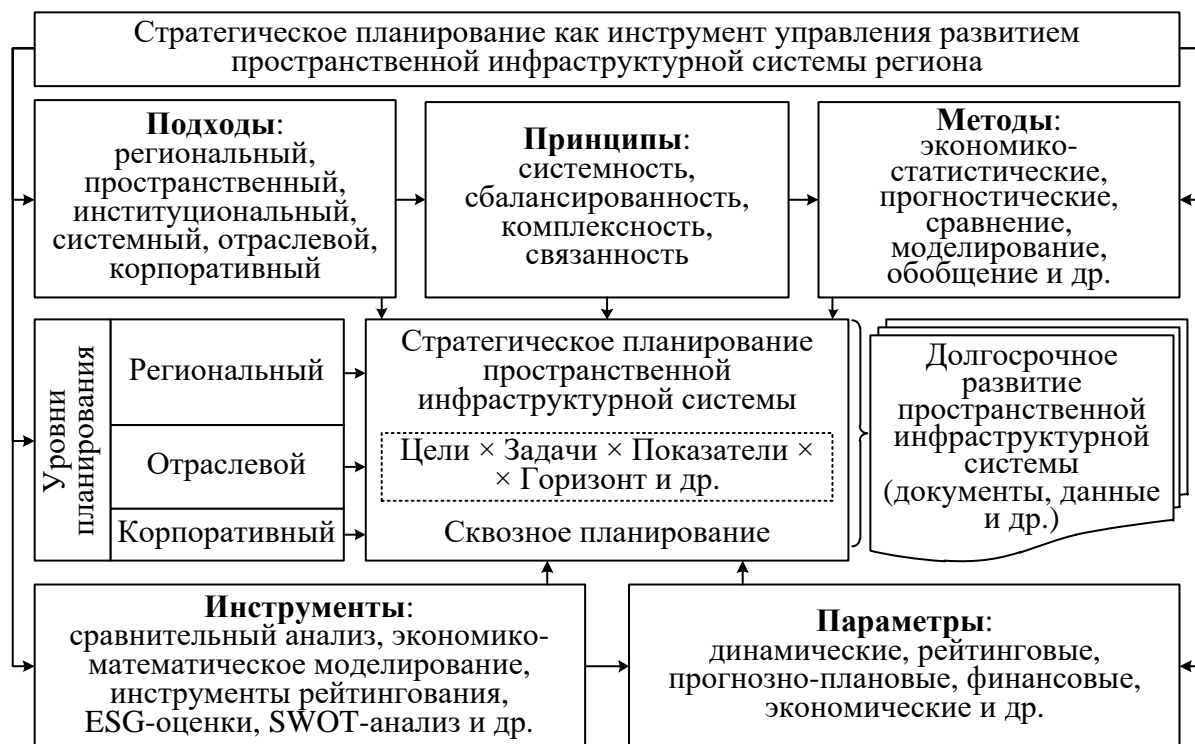 Стратегическое планирование как инструмент управления развитием
пространственной инфраструктурной системы региона
Подходы:
региональный,
пространственный,
институциональный,
системный, отраслевой,
корпоративный
Принципы:
системность,
сбалансированность,
комплексность,
связанность
Методы:
экономико-
статистические,
прогностические,
сравнение,
моделирование,
обобщение и др.
Уровни
планирования
Региональный
Отраслевой
Корпоративный
Стратегическое планирование
пространственной
инфраструктурной системы
Цели × Задачи × Показатели ×
× Горизонт и др.
Сквозное планирование
Долгосрочное
развитие
пространственной
инфраструктурной
системы
(документы, данные
и др.)
Инструменты:
сравнительный анализ, экономико-
математическое моделирование,
инструменты рейтингования,
ESG-оценки, SWOT-анализ и др.
Параметры:
динамические, рейтинговые,
прогнозно-плановые, финансовые,
экономические и др.